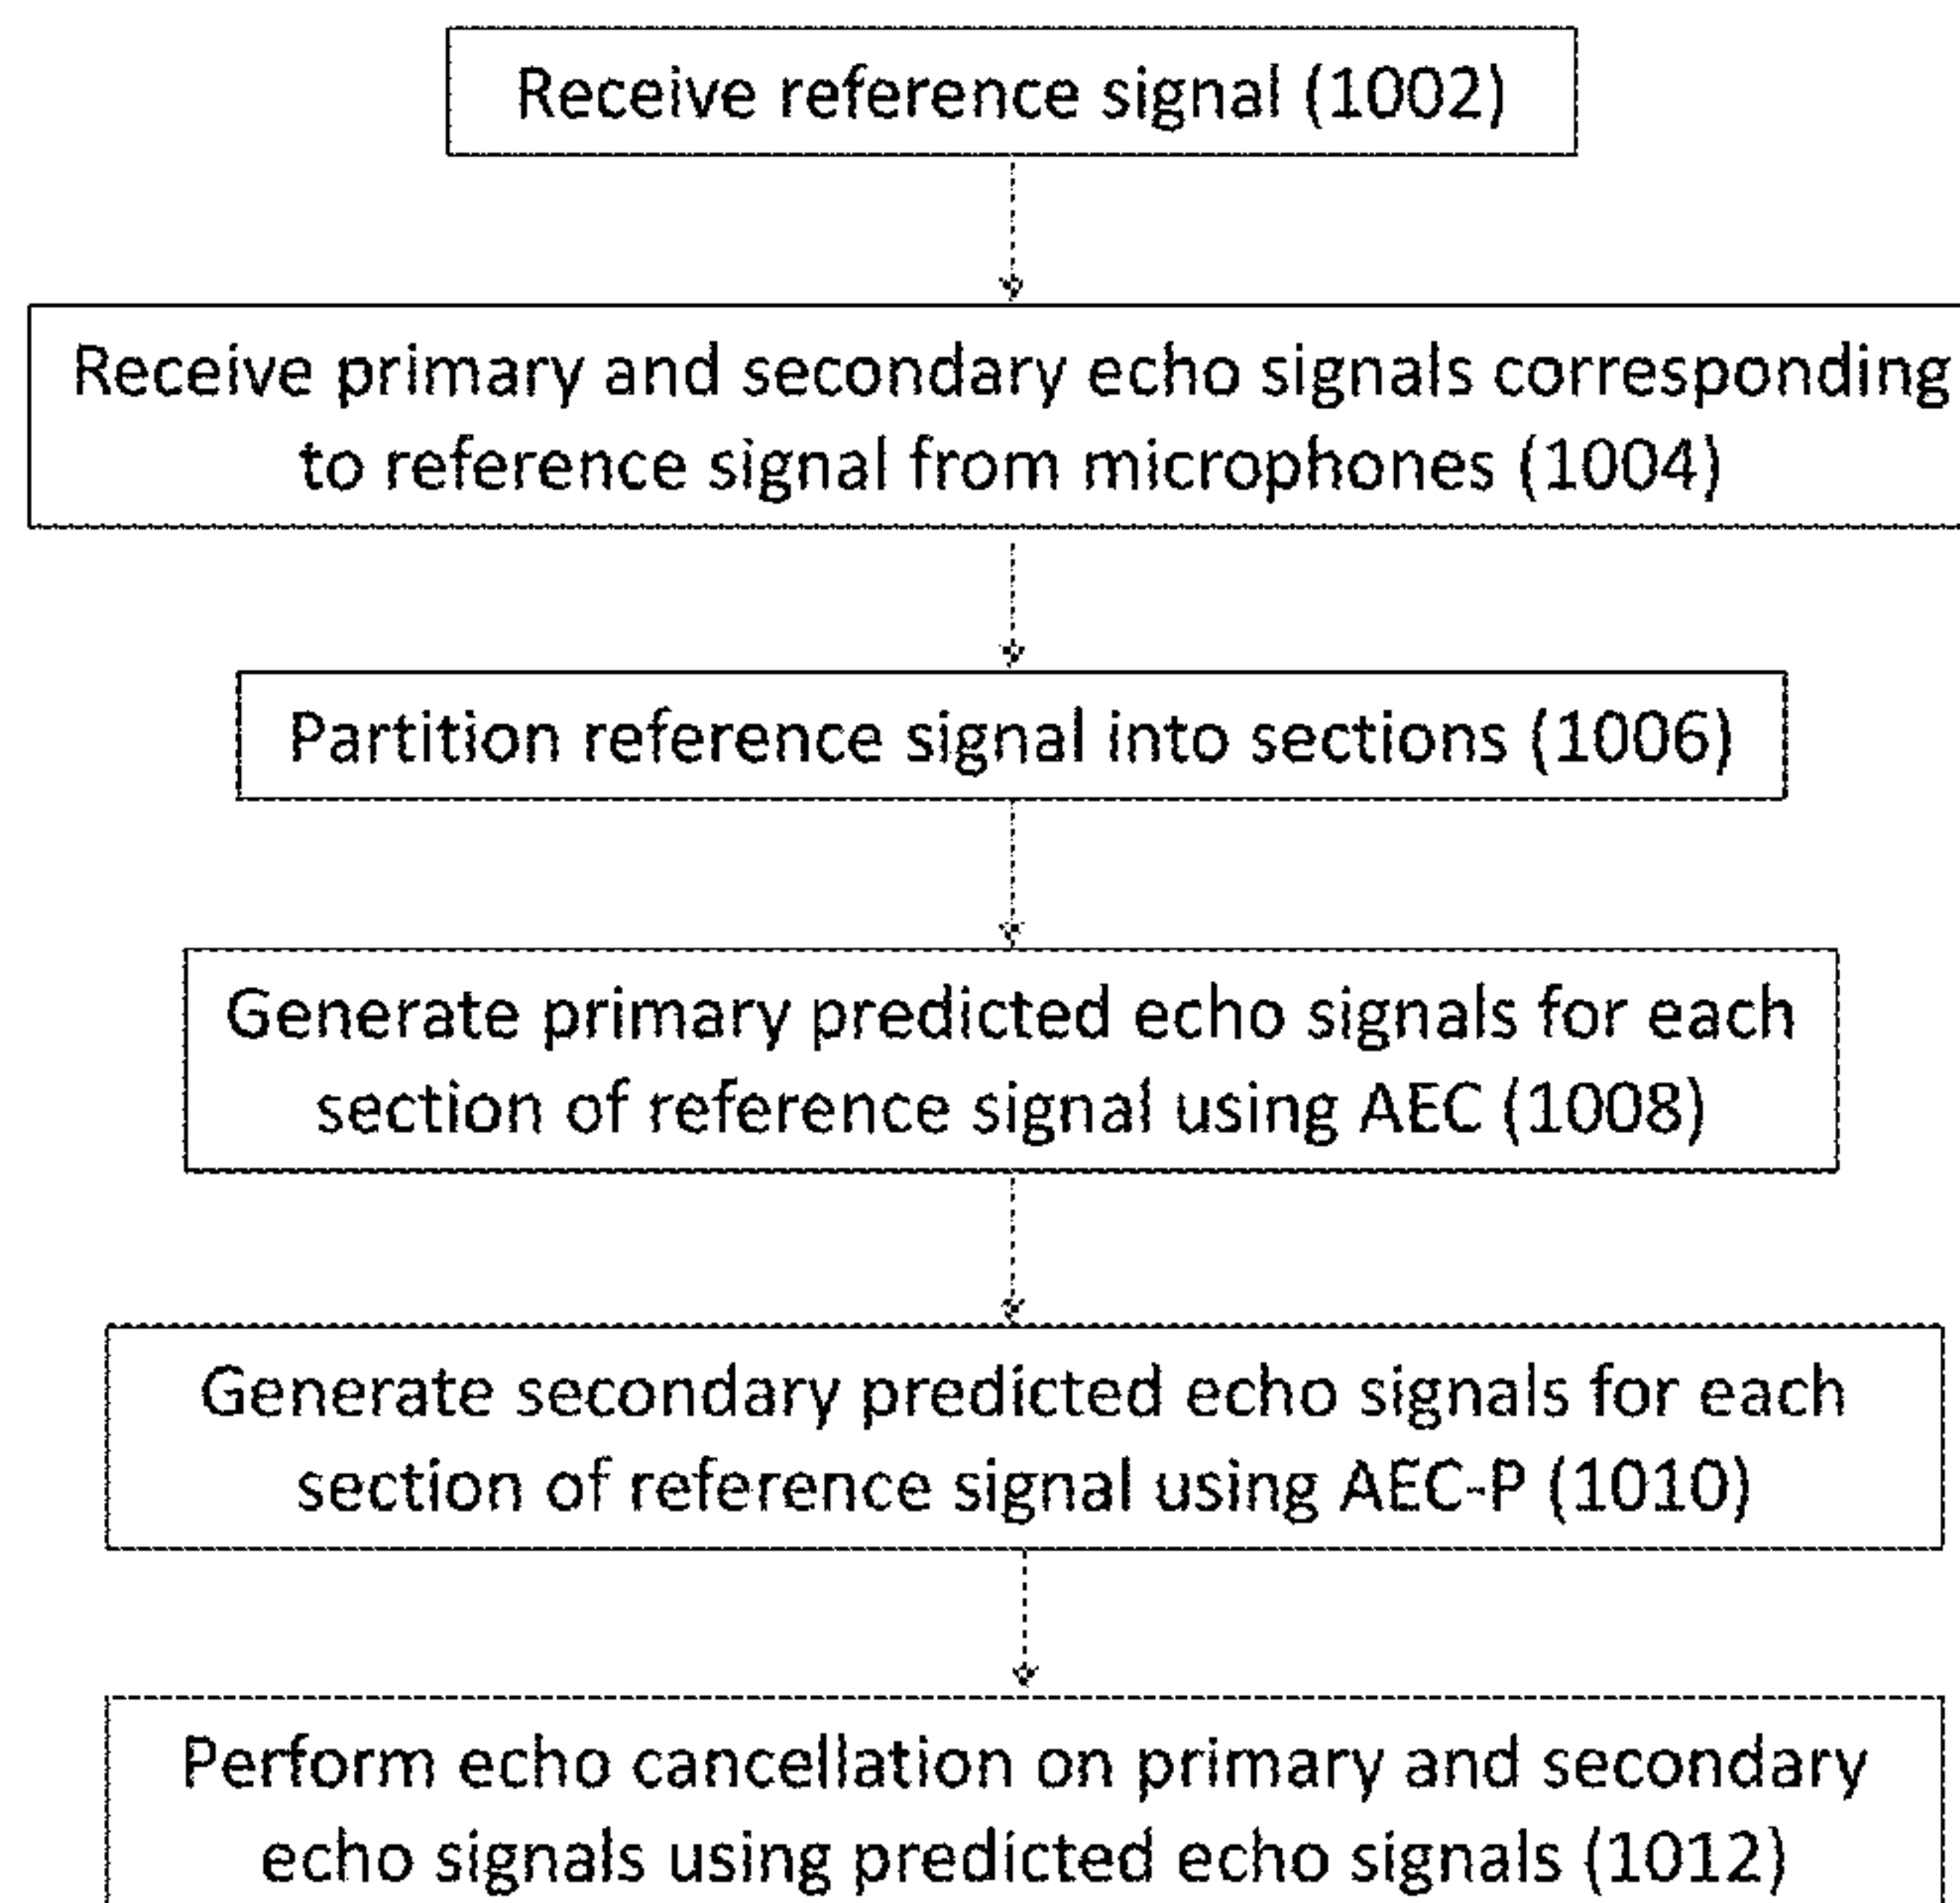 Receive reference signal (1002)
Receive primary and secondary echo signals corresponding
to reference signal from microphones (1004)
Partition reference signal into sections (1006)
Generate primary predicted echo signals for each
section of reference signal using AEC (1008)
Generate secondary predicted echo signals for each
section of reference signal using AEC-P (1010)
Perform echo cancellation on primary and secondary
echo signals using predicted echo signals (1012)